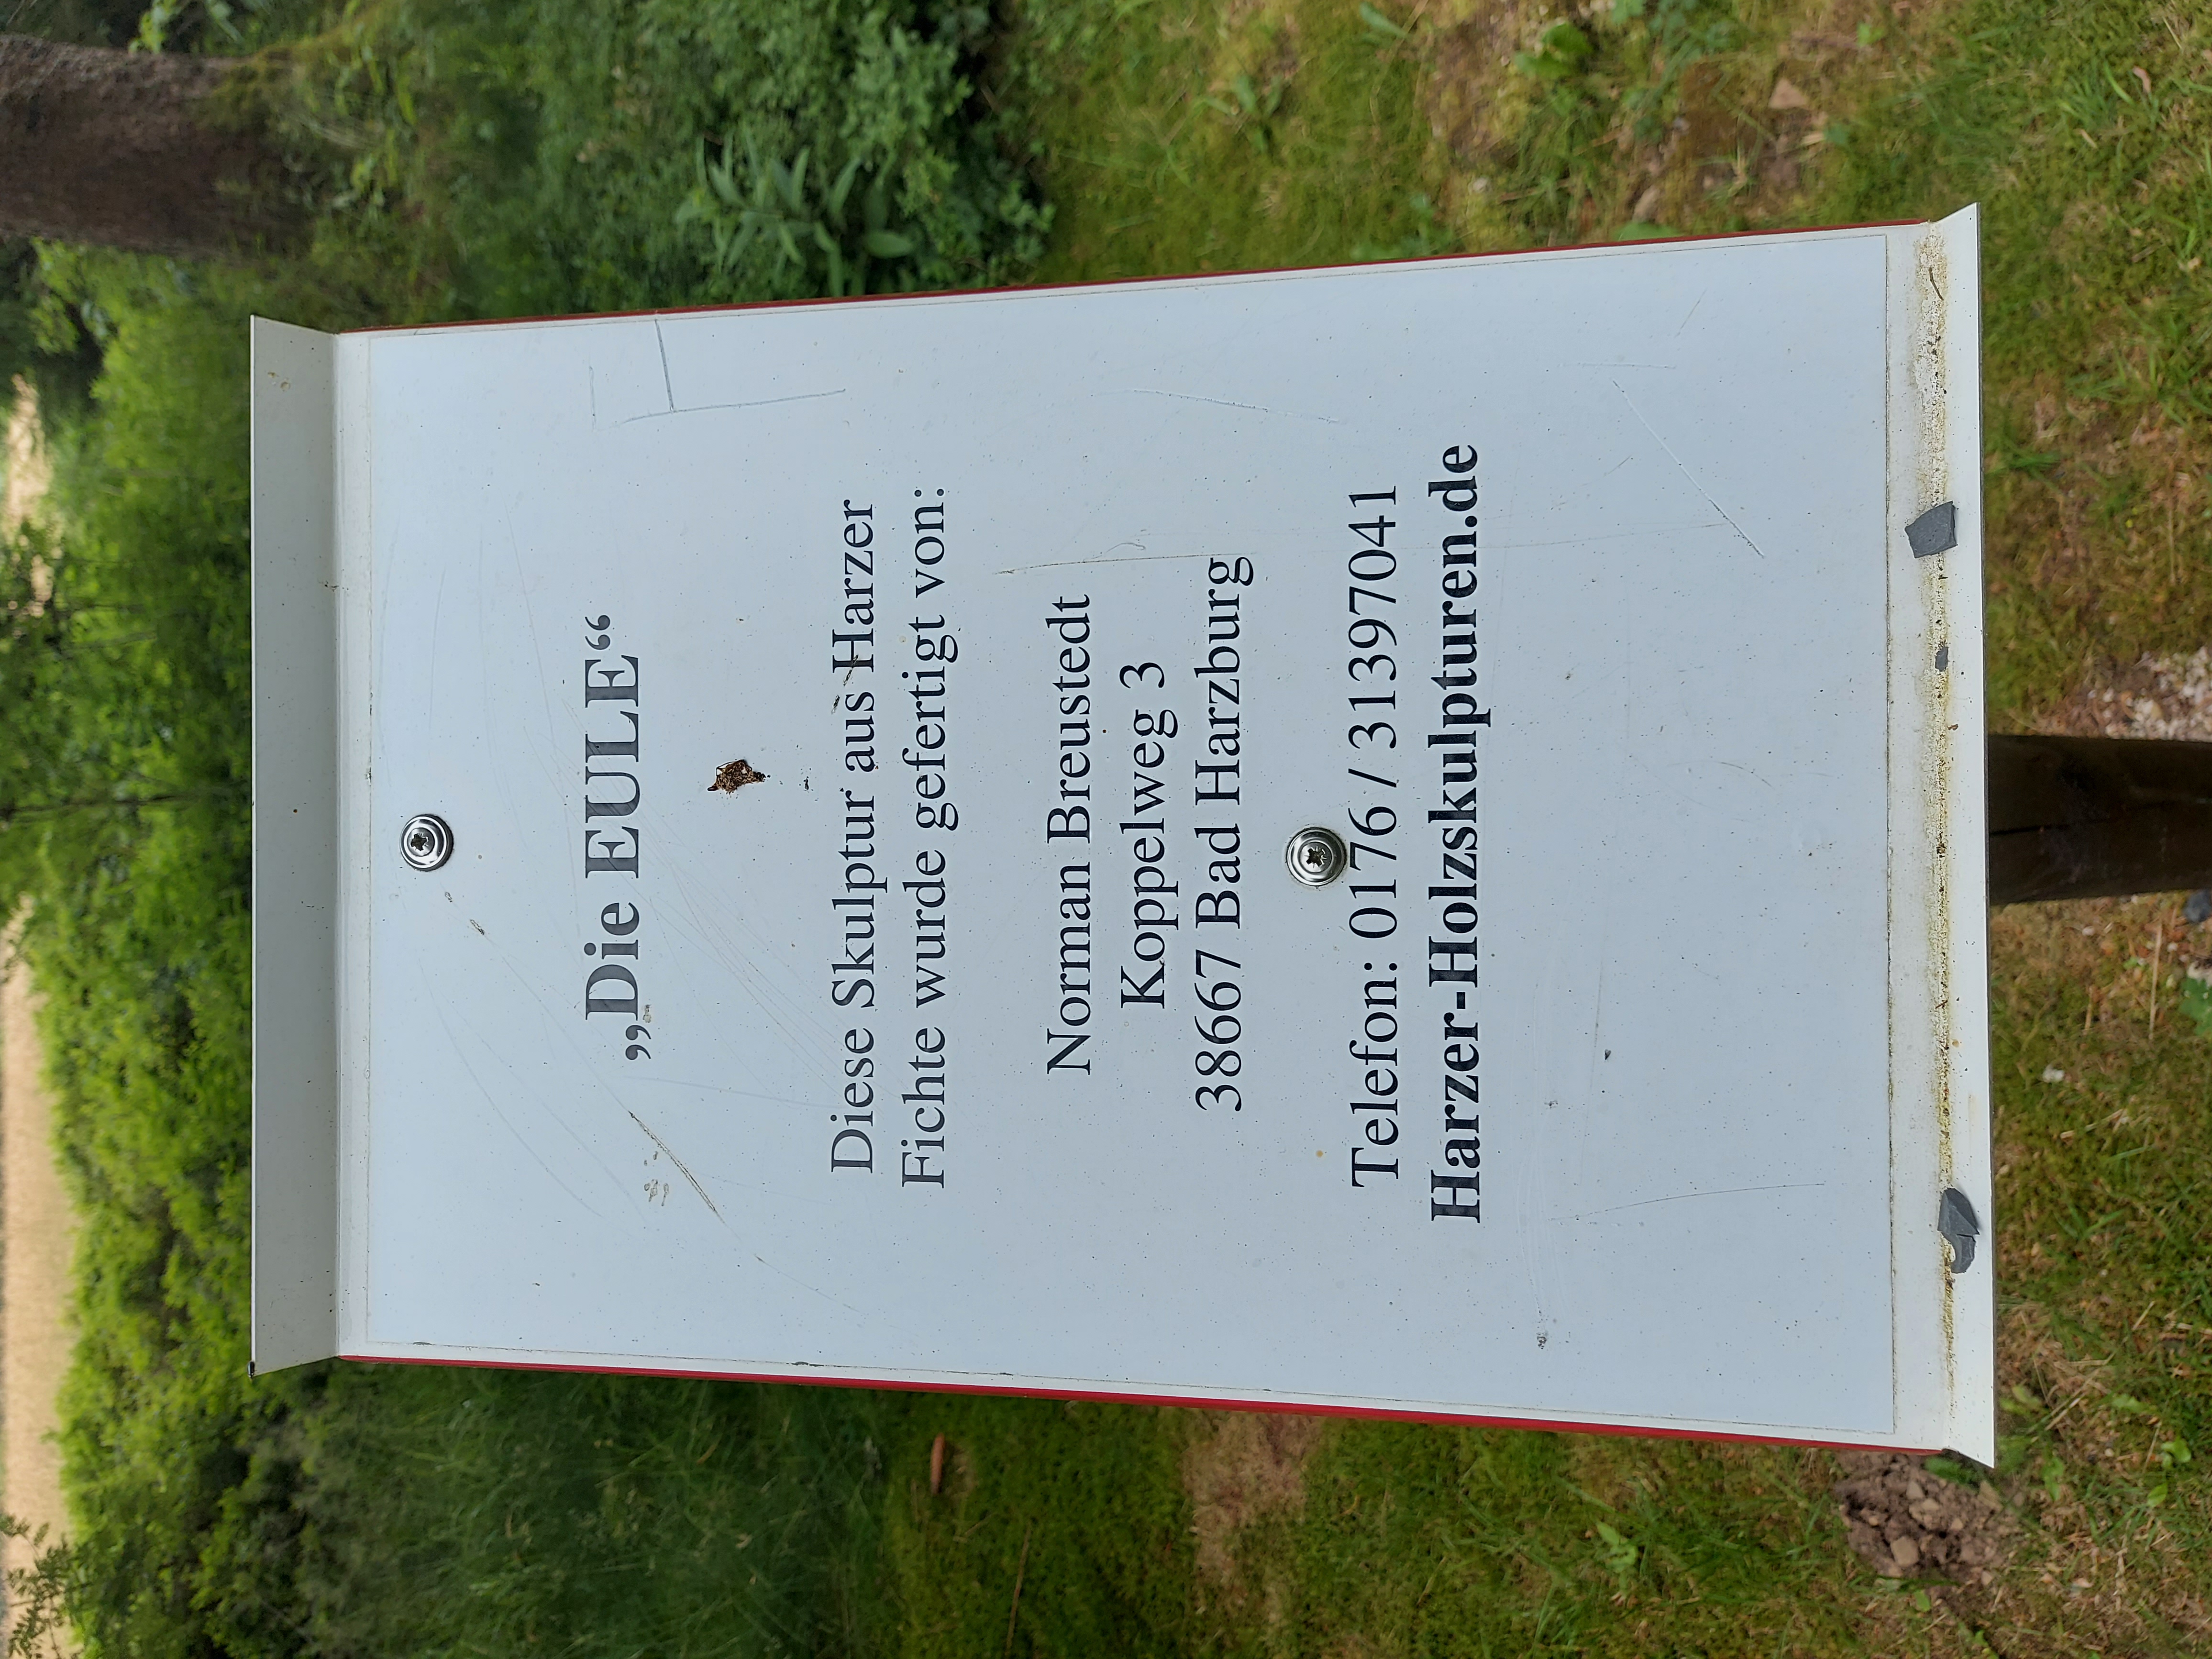 „Die EULE“
Diese Skulptur aus Harzer
Fichte wurde gefertigt von:
Norman Breustedt
Koppelweg 3
38667 Bad Harzburg
Telefon: 0176 / 31397041
Harzer-Holzskulpturen.de